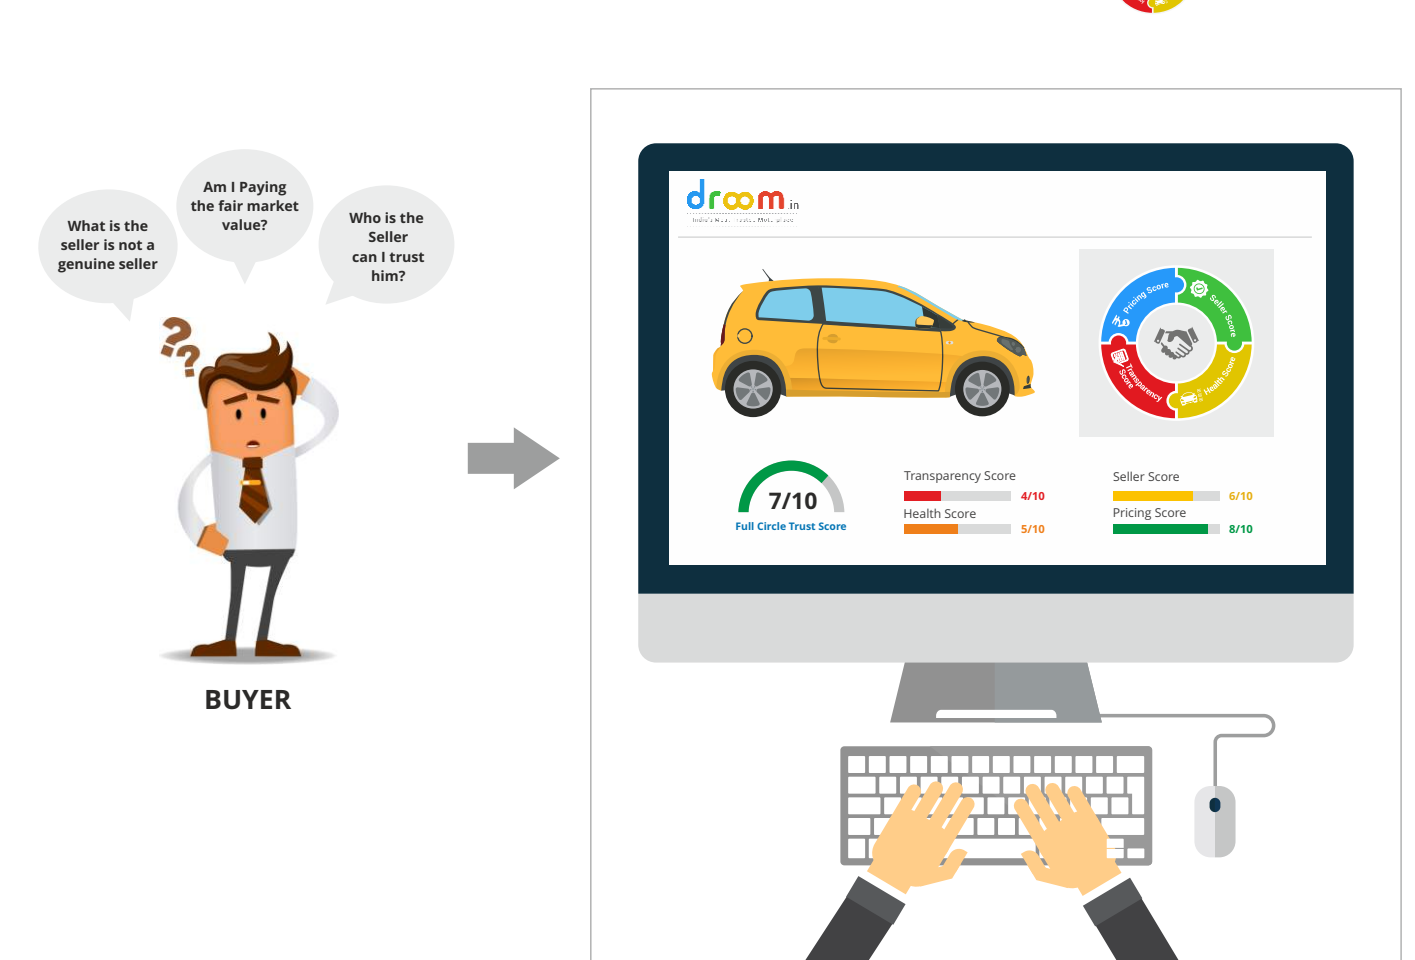 What is the
seller is not a
genuine seller
Am I Paying
the fair market
value?
Who is the
Seller
can I trust
him?
??
BUYER
droom.in
Pricing Score
Seller Score
Transparency
Score
Health Score
7/10
Full Circle Trust Score
Transparency Score
4/10
Health Score
5/10
Seller Score
6/10
Pricing Score
8/10